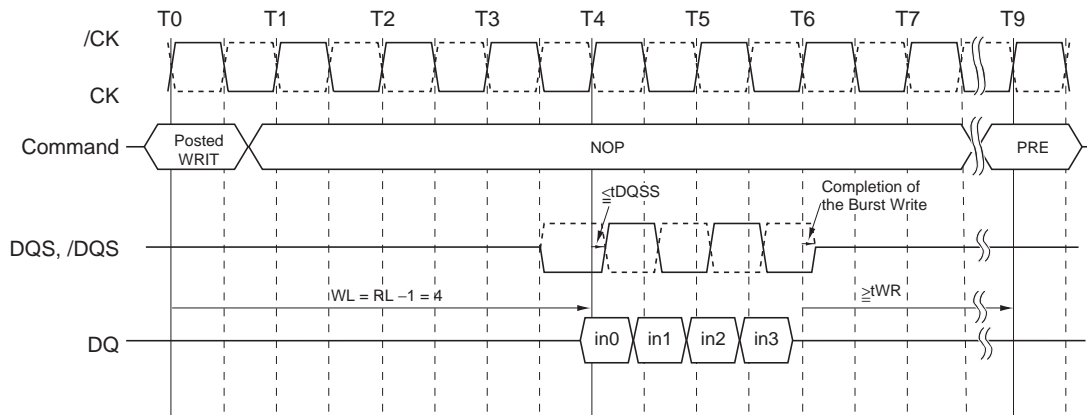 T0 T1 T2 T3 T4 T5 T6 T7 T9
/CK
CK
Command
Posted
WRIT
NOP
PRE
≦tDQSS
Completion of
the Burst Write
DQS, /DQS
WL = RL –1 = 4
≧tWR
DQ
in0 in1 in2 in3